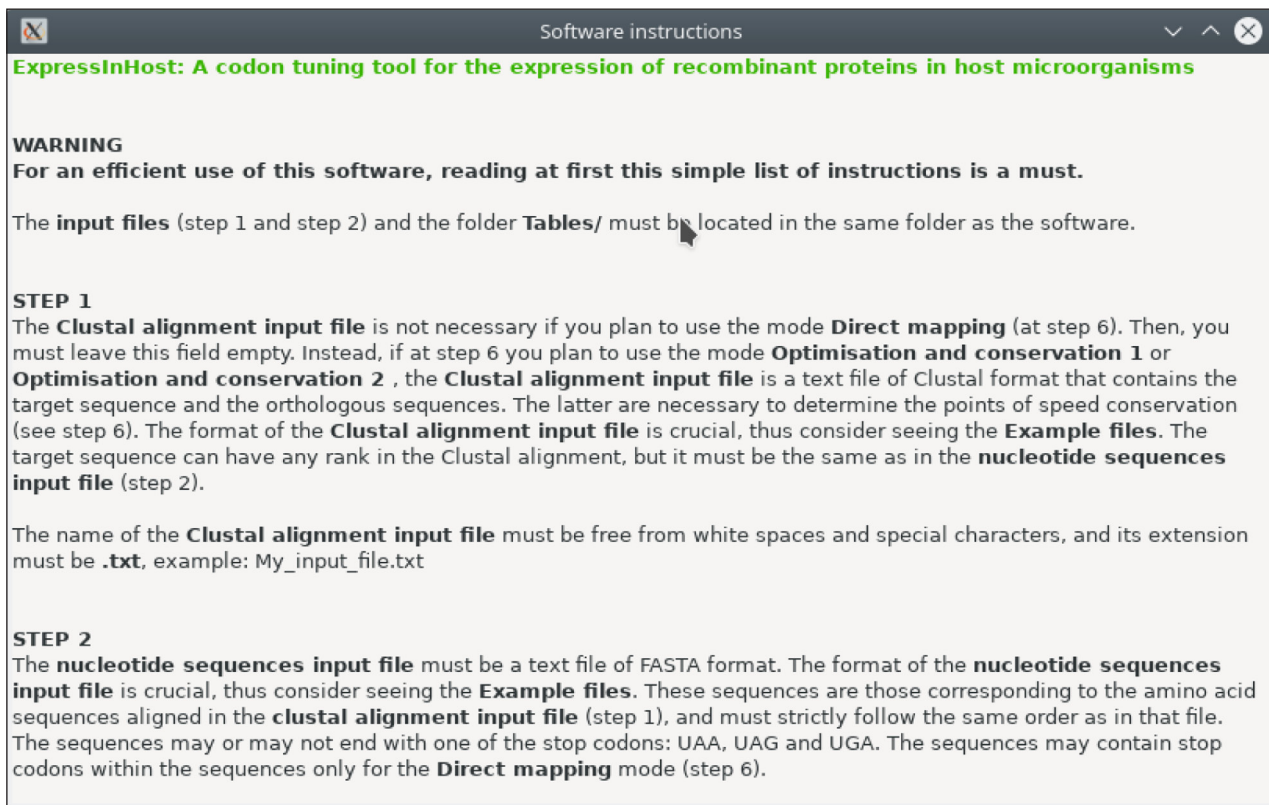 Software instructions
ExpressInHost: A codon tuning tool for the expression of recombinant proteins in host microorganisms
WARNING
For an efficient use of this software, reading at first this simple list of instructions is a must.
The input files (step 1 and step 2) and the folder Tables/ must be located in the same folder as the software.
STEP 1
The Clustal alignment input file is not necessary if you plan to use the mode Direct mapping (at step 6). Then, you
must leave this field empty. Instead, if at step 6 you plan to use the mode Optimisation and conservation 1 or
Optimisation and conservation 2 , the Clustal alignment input file is a text file of Clustal format that contains the
target sequence and the orthologous sequences. The latter are necessary to determine the points of speed conservation
(see step 6). The format of the Clustal alignment input file is crucial, thus consider seeing the Example files. The
target sequence can have any rank in the Clustal alignment, but it must be the same as in the nucleotide sequences
input file (step 2).
The name of the Clustal alignment input file must be free from white spaces and special characters, and its extension
must be .txt, example: My_input_file.txt
STEP 2
The nucleotide sequences input file must be a text file of FASTA format. The format of the nucleotide sequences
input file is crucial, thus consider seeing the Example files. These sequences are those corresponding to the amino acid
sequences aligned in the clustal alignment input file (step 1), and must strictly follow the same order as in that file.
The sequences may or may not end with one of the stop codons: UAA, UAG and UGA. The sequences may contain stop
codons within the sequences only for the Direct mapping mode (step 6).